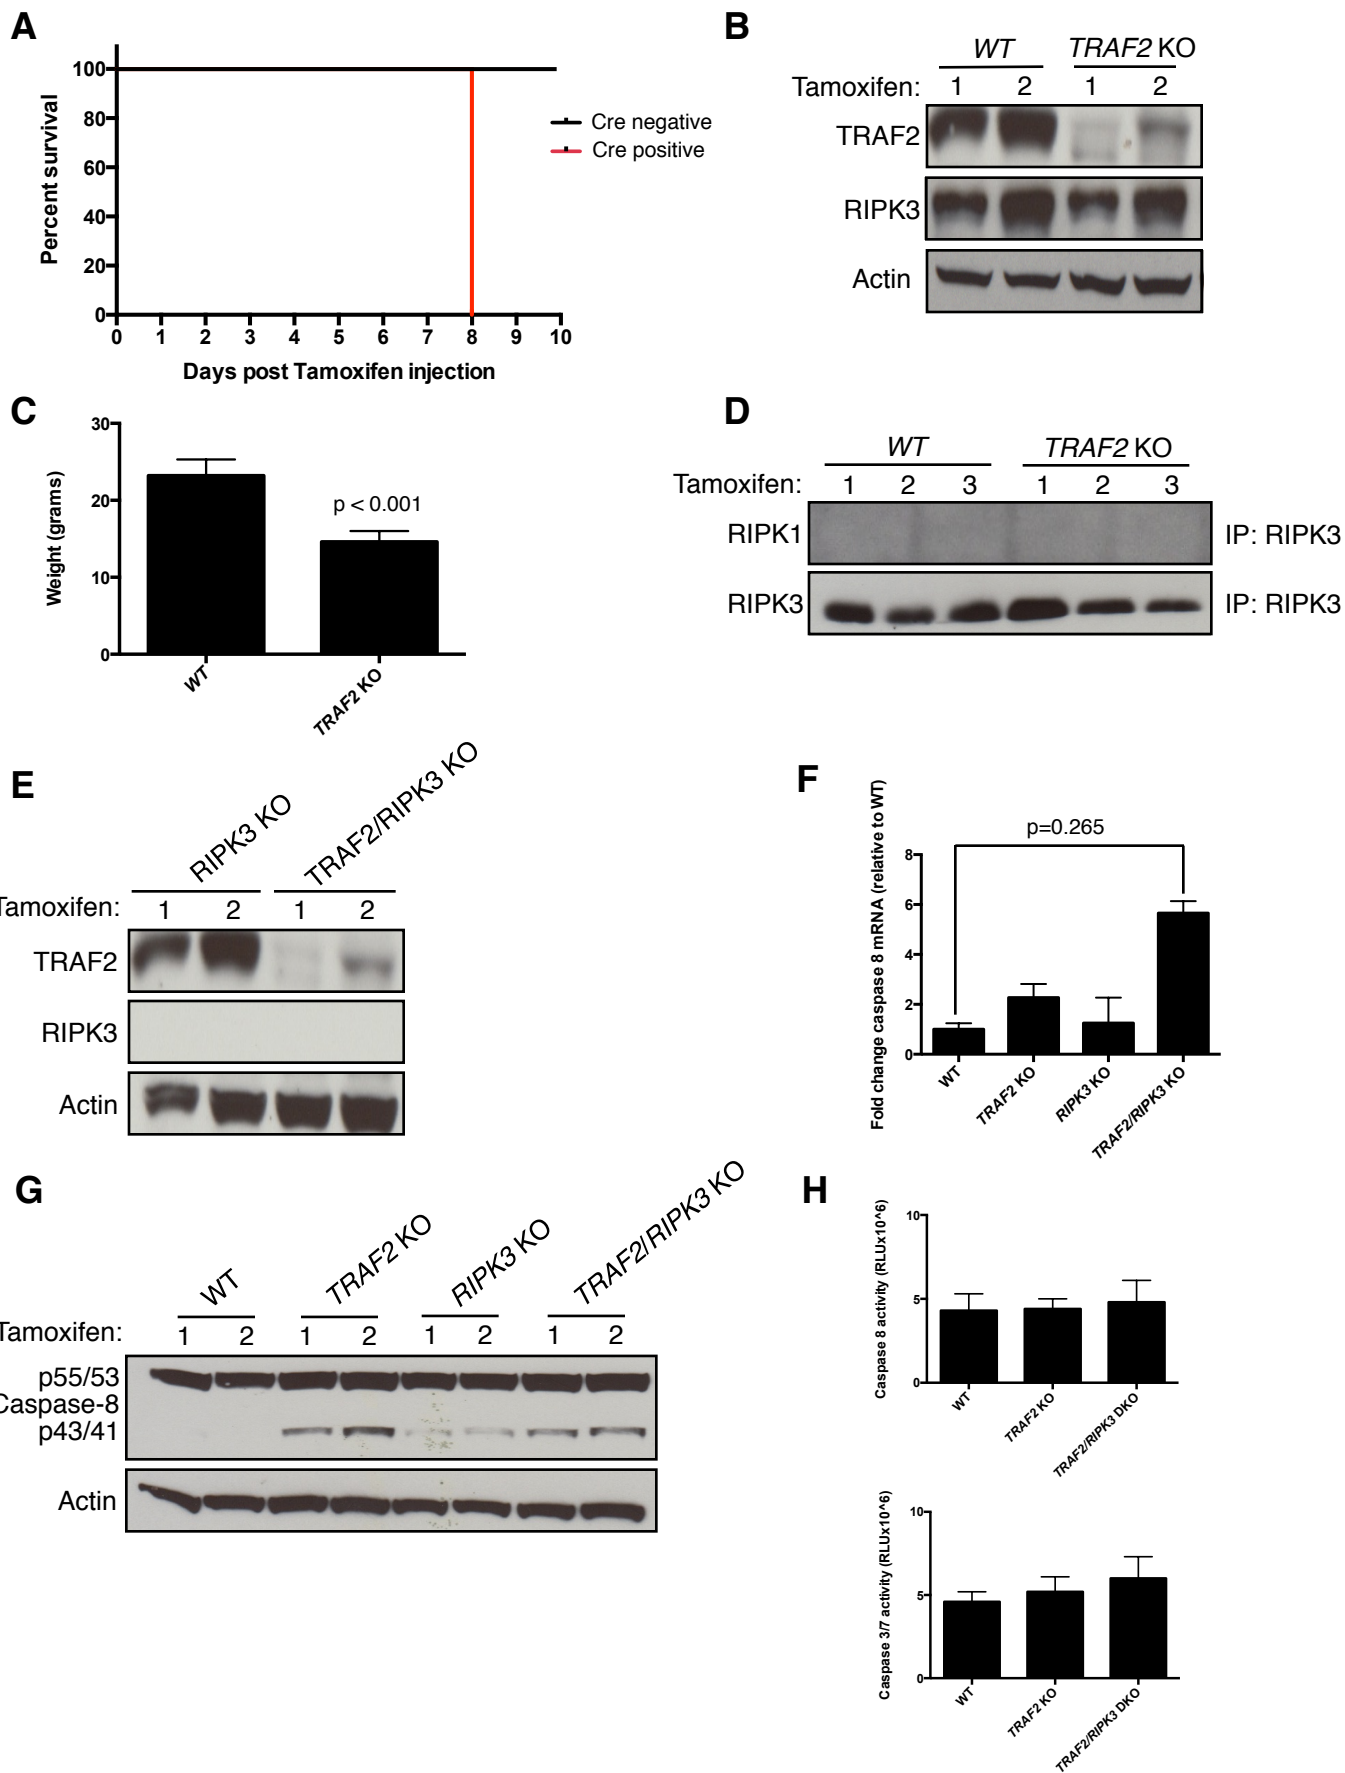 A
Percent survival
100
80
60
40
20
0
0 1 2 3 4 5 6 7 8 9 10
Days post Tamoxifen injection
Cre negative
Cre positive
B
WT TRAF2 KO
Tamoxifen: 1 2 1 2
TRAF2
RIPK3
Actin
C
Weight (grams)
30
20
10
0
p < 0.001
WT
TRAF2 KO
D
WT TRAF2 KO
Tamoxifen: 1 2 3 1 2 3
RIPK1 IP: RIPK3
RIPK3 IP: RIPK3
E
RIPK3 KO
TRAF2/RIPK3 KO
Tamoxifen: 1 2 1 2
TRAF2
RIPK3
Actin
F
Fold change caspase 8 mRNA (relative to WT)
p=0.265
8
6
4
2
0
WT
TRAF2 KO
RIPK3 KO
TRAF2/RIPK3 KO
G
WT
TRAF2 KO
RIPK3 KO
TRAF2/RIPK3 KO
Tamoxifen: 1 2 1 2 1 2 1 2
p55/53
Caspase-8
p43/41
Actin
H
Caspase 8 activity (RLUx10^6)
10
5
0
WT
TRAF2 KO
TRAF2/RIPK3 DKO
Caspase 3/7 activity (RLUx10^6)
10
5
0
WT
TRAF2 KO
TRAF2/RIPK3 DKO